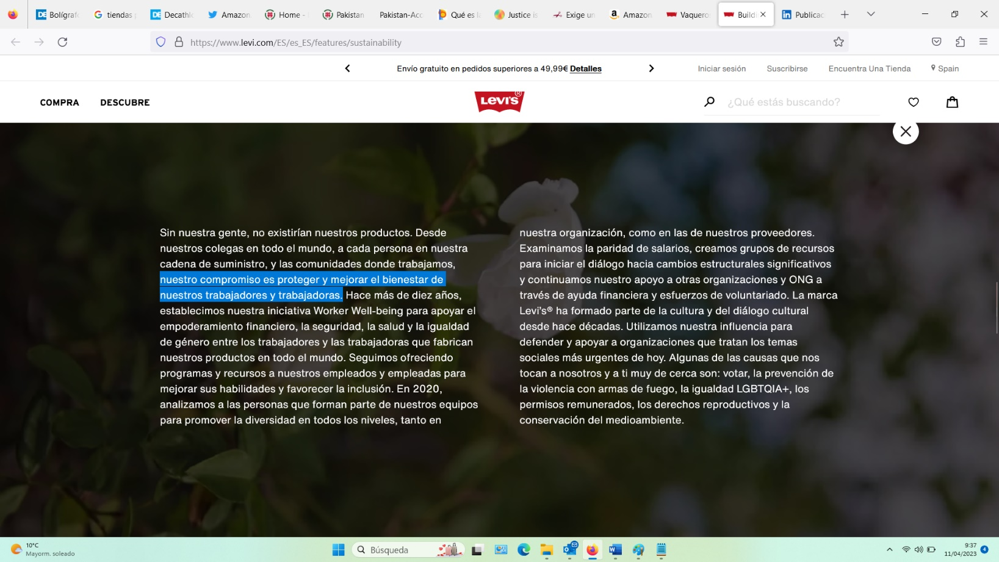 Bolígrafo
tiendas
Decathlo
Amazon.
Home -
Pakistan
Pakistan-Acc
Qué es la
Justice is
Exige un
Amazon
Vaqueros
Buildi
Publicac
https://www.levi.com/ES/es_ES/features/sustainability
Envío gratuito en pedidos superiores a 49,99€ Detalles
Iniciar sesión
Suscribirse
Encuentra Una Tienda
Spain
COMPRA
DESCUBRE
LEVI'S®
¿Qué estás buscando?
Sin nuestra gente, no existirían nuestros productos. Desde
nuestros colegas en todo el mundo, a cada persona en nuestra
cadena de suministro, y las comunidades donde trabajamos,
nuestro compromiso es proteger y mejorar el bienestar de
nuestros trabajadores y trabajadoras. Hace más de diez años,
establecimos nuestra iniciativa Worker Well-being para apoyar el
empoderamiento financiero, la seguridad, la salud y la igualdad
de género entre los trabajadores y las trabajadoras que fabrican
nuestros productos en todo el mundo. Seguimos ofreciendo
programas y recursos a nuestros empleados y empleadas para
mejorar sus habilidades y favorecer la inclusión. En 2020,
analizamos a las personas que forman parte de nuestros equipos
para promover la diversidad en todos los niveles, tanto en
nuestra organización, como en las de nuestros proveedores.
Examinamos la paridad de salarios, creamos grupos de recursos
para iniciar el diálogo hacia cambios estructurales significativos
y continuamos nuestro apoyo a otras organizaciones y ONG a
través de ayuda financiera y esfuerzos de voluntariado. La marca
Levi's® ha formado parte de la cultura y del diálogo cultural
desde hace décadas. Utilizamos nuestra influencia para
defender y apoyar a organizaciones que tratan los temas
sociales más urgentes de hoy. Algunas de las causas que nos
tocan a nosotros y a ti muy de cerca son: votar, la prevención de
la violencia con armas de fuego, la igualdad LGBTQIA+, los
permisos remunerados, los derechos reproductivos y la
conservación del medioambiente.
10°C
Mayorm. soleado
Búsqueda
9:37
11/04/2023
4